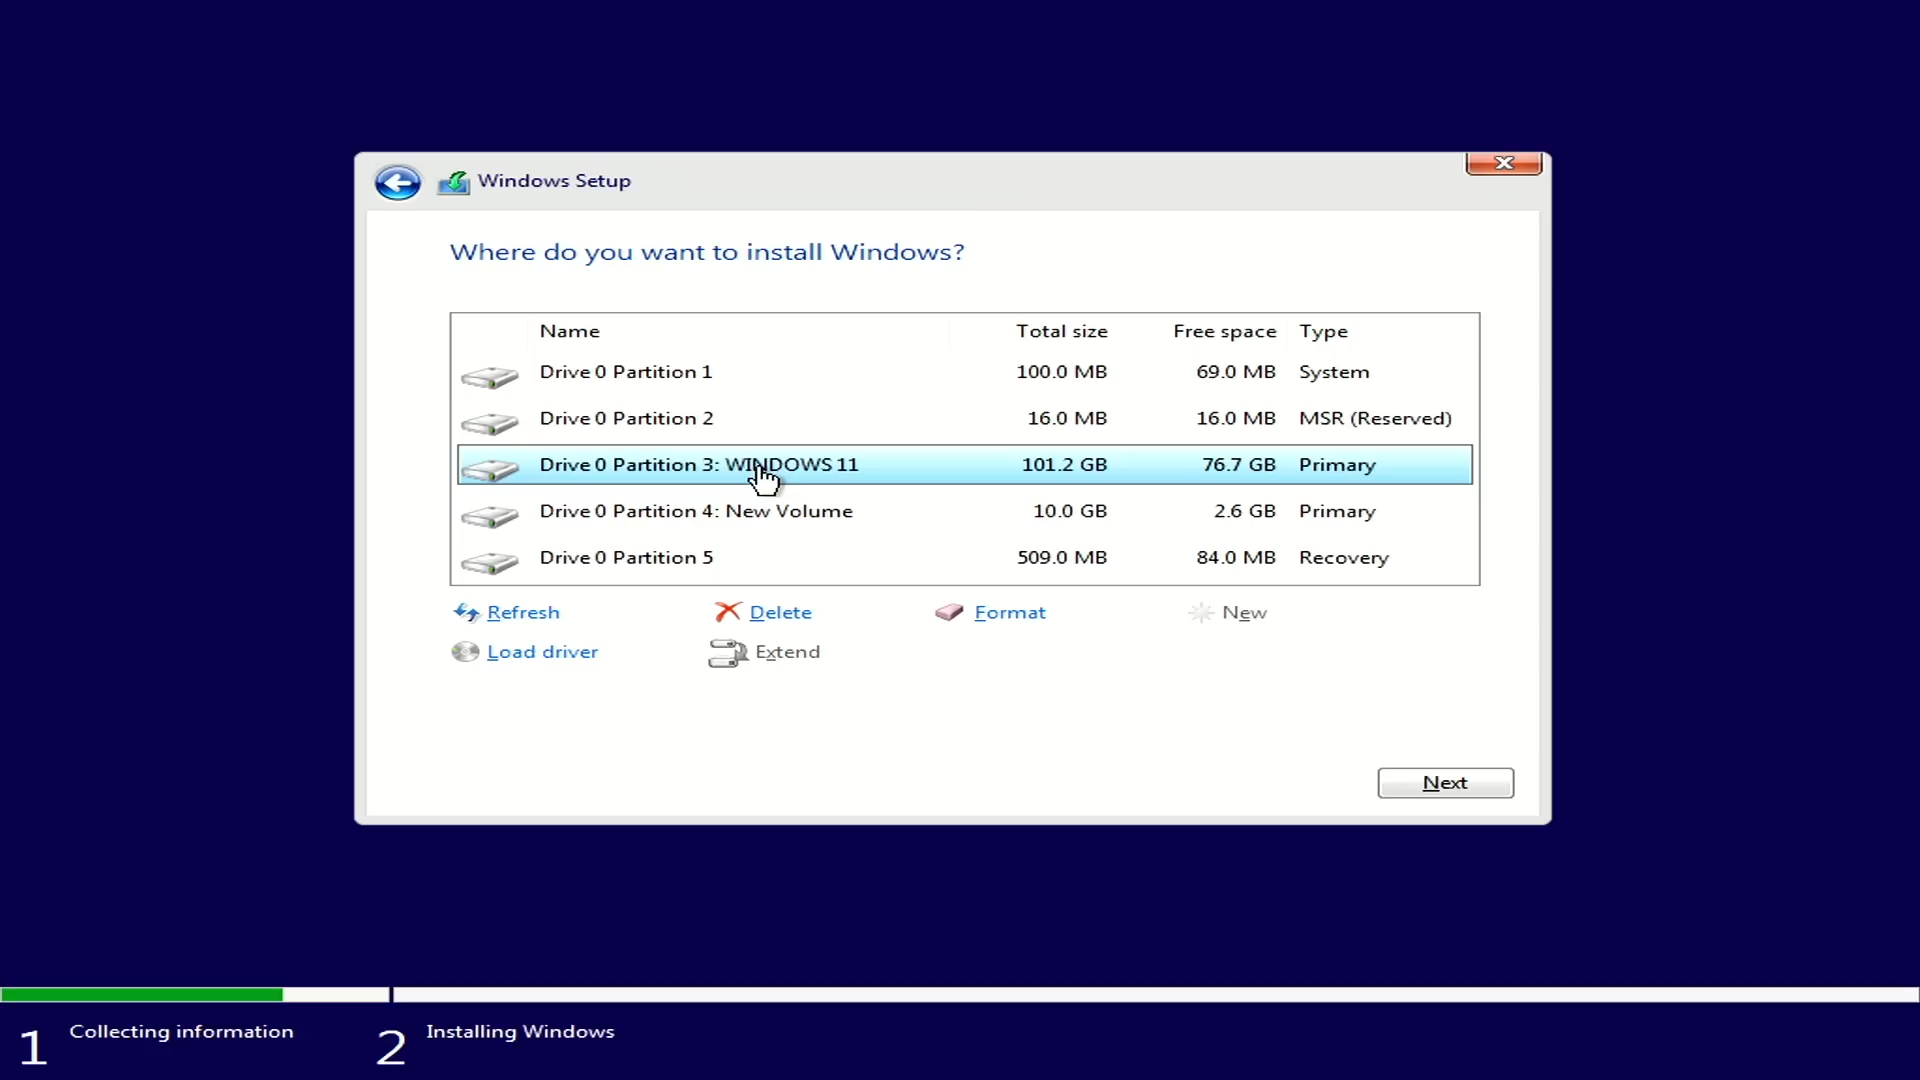 Windows Setup
Where do you want to install Windows?
Name Total size Free space Type
Drive 0 Partition 1 100.0 MB 69.0 MB System
Drive 0 Partition 2 16.0 MB 16.0 MB MSR (Reserved)
Drive 0 Partition 3: WINDOWS 11 101.2 GB 76.7 GB Primary
Drive 0 Partition 4: New Volume 10.0 GB 2.6 GB Primary
Drive 0 Partition 5 509.0 MB 84.0 MB Recovery
Refresh Delete Format New
Load driver Extend
Next
1 Collecting information 2 Installing Windows